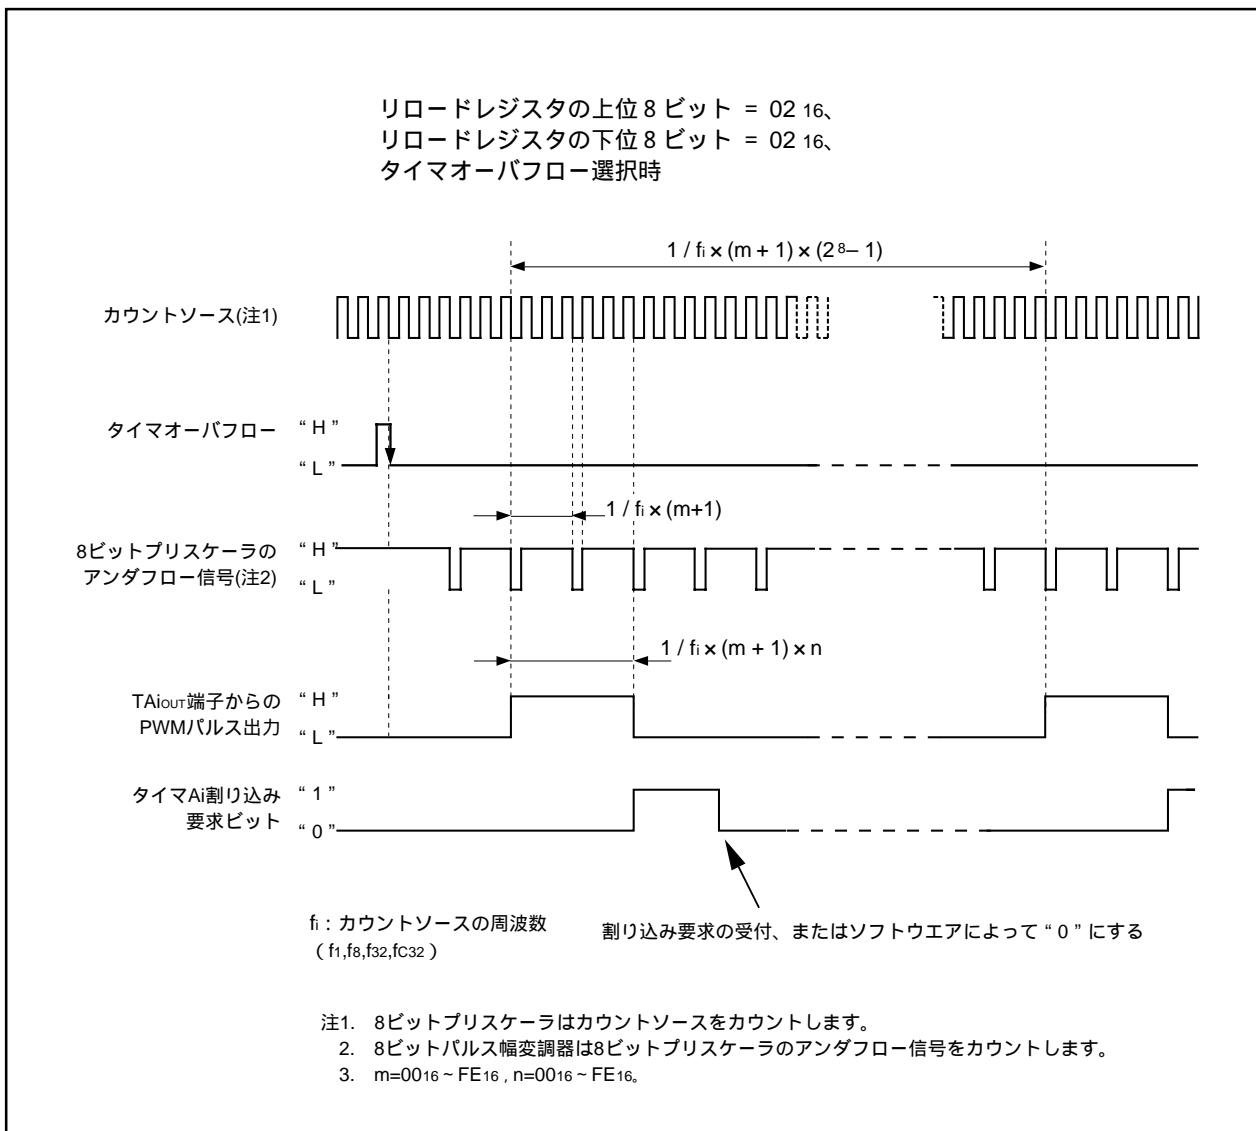 リロードレジスタの上位 8 ビット = 02 16、
リロードレジスタの下位 8 ビット = 02 16、
タイマオーバフロー選択時
1 / fi × (m + 1) × (2 8– 1)
カウントソース(注1)
タイマオーバフロー
“ H ”
“ L ”
1 / fi × (m+1)
8ビットプリスケーラの
アンダフロー信号(注2)
“ H ”
“ L ”
1 / fi × (m + 1) × n
TAiOUT端子からの
PWMパルス出力
“ H ”
“ L ”
タイマAi割り込み
要求ビット
“ 1 ”
“ 0 ”
fi : カウントソースの周波数
( f1,f8,f32,fC32 )
割り込み要求の受付、またはソフトウエアによって “ 0 ” にする
注1. 8ビットプリスケーラはカウントソースをカウントします。
2. 8ビットパルス幅変調器は8ビットプリスケーラのアンダフロー信号をカウントします。
3. m=0016 ~ FE16 , n=0016 ~ FE16。